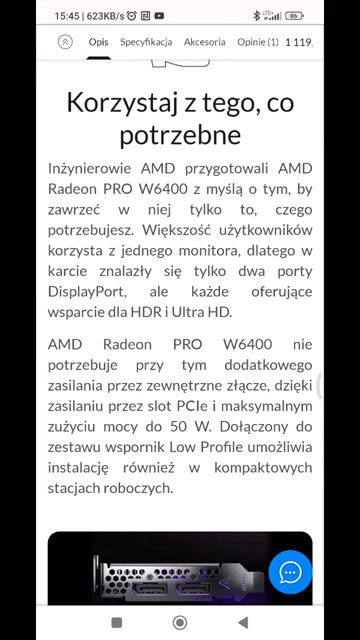 15:45 | 623KB/s
LTE+ 86
Opis Specyfikacja Akcesoria Opinie (1) 1 119,
Korzystaj z tego, co
potrzebne
Inżynierowie AMD przygotowali AMD
Radeon PRO W6400 z myślą o tym, by
zawrzeć w niej tylko to, czego
potrzebujesz. Większość użytkowników
korzysta z jednego monitora, dlatego w
karcie znalazły się tylko dwa porty
DisplayPort, ale każde oferujące
wsparcie dla HDR i Ultra HD.
AMD Radeon PRO W6400 nie
potrzebuje przy tym dodatkowego
zasilania przez zewnętrzne złącze, dzięki
zasilaniu przez slot PCIe i maksymalnym
zużyciu mocy do 50 W. Dołączony do
zestawu wspornik Low Profile umożliwia
instalację również w kompaktowych
stacjach roboczych.